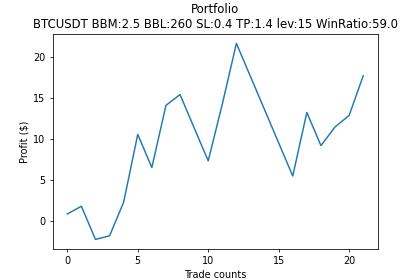 Portfolio
BTCUSDT BBM:2.5 BBL:260 SL:0.4 TP:1.4 lev:15 WinRatio:59.0
Profit ($)
20
15
10
5
0
0 5 10 15 20
Trade counts